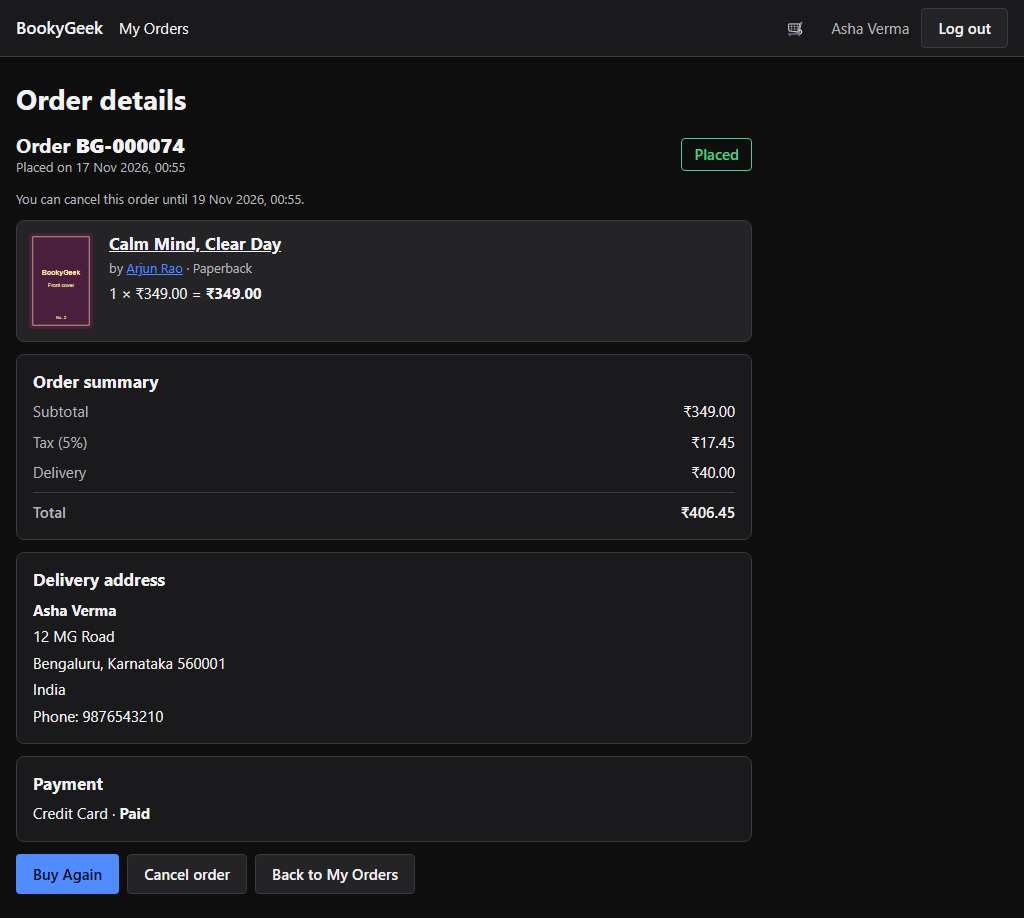 BookyGeek My Orders Asha Verma Log out
Order details
Order BG-000074
Placed
Placed on 17 Nov 2026, 00:55
You can cancel this order until 19 Nov 2026, 00:55.
BookyGeek
Front cover
No. 2
Calm Mind, Clear Day
by Arjun Rao · Paperback
1 × ₹349.00 = ₹349.00
Order summary
Subtotal ₹349.00
Tax (5%) ₹17.45
Delivery ₹40.00
Total ₹406.45
Delivery address
Asha Verma
12 MG Road
Bengaluru, Karnataka 560001
India
Phone: 9876543210
Payment
Credit Card · Paid
Buy Again Cancel order Back to My Orders